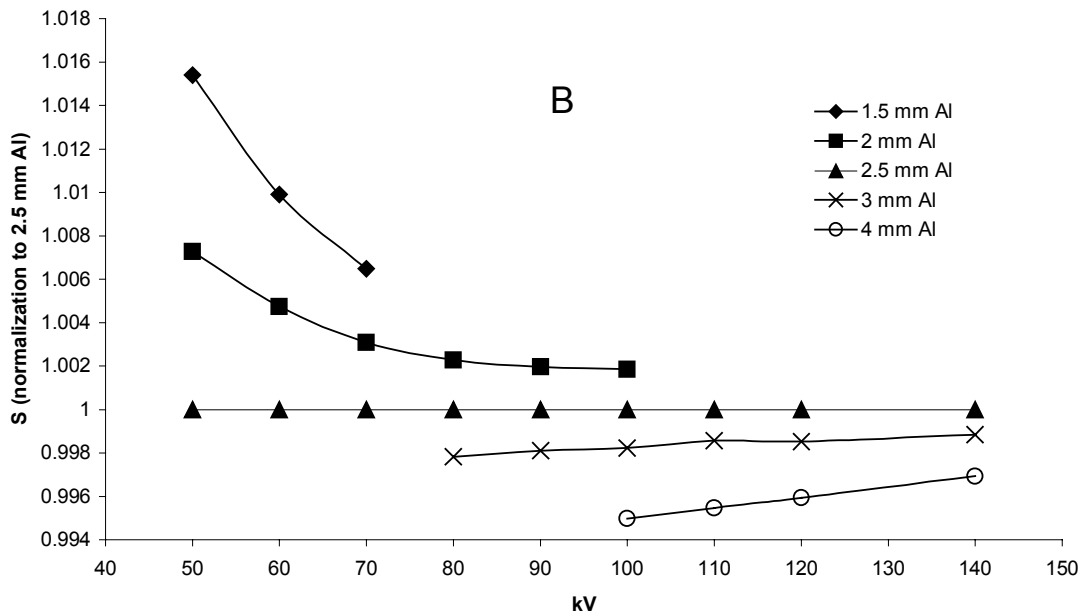 1.018
1.016
1.014
1.012
1.01
1.008
1.006
1.004
1.002
1
0.998
0.996
0.994
S (normalization to 2.5 mm Al)
B
1.5 mm Al
2 mm Al
2.5 mm Al
3 mm Al
4 mm Al
40 50 60 70 80 90 100 110 120 130 140 150
kV